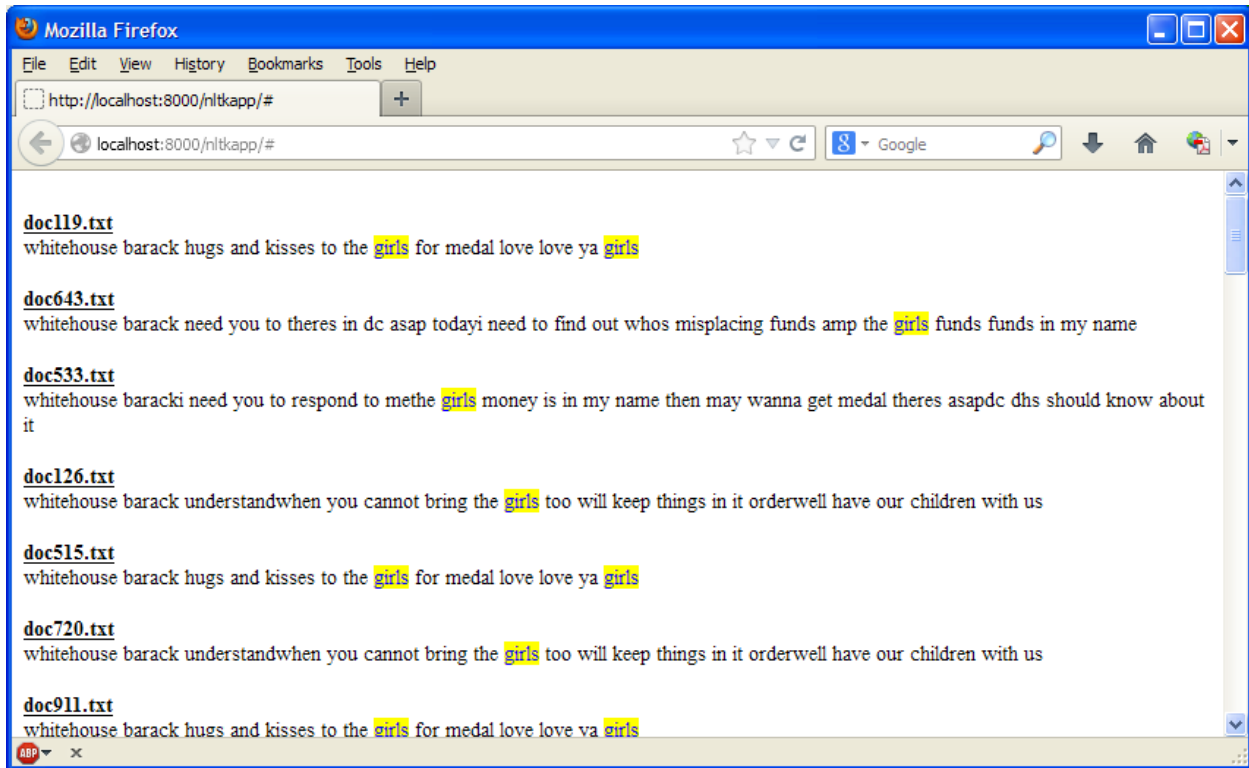 Mozilla Firefox
File Edit View History Bookmarks Tools Help
http://localhost:8000/nltkapp/# +
localhost:8000/nltkapp/# 8 Google
doc119.txt
whitehouse barack hugs and kisses to the girls for medal love love ya girls
doc643.txt
whitehouse barack need you to theres in dc asap todayi need to find out whos misplacing funds amp the girls funds funds in my name
doc533.txt
whitehouse baracki need you to respond to methe girls money is in my name then may wanna get medal theres asapdc dhs should know about
it
doc126.txt
whitehouse barack understandwhen you cannot bring the girls too will keep things in it orderwell have our children with us
doc515.txt
whitehouse barack hugs and kisses to the girls for medal love love ya girls
doc720.txt
whitehouse barack understandwhen you cannot bring the girls too will keep things in it orderwell have our children with us
doc911.txt
whitehouse barack hugs and kisses to the girls for medal love love ya girls
ABP x